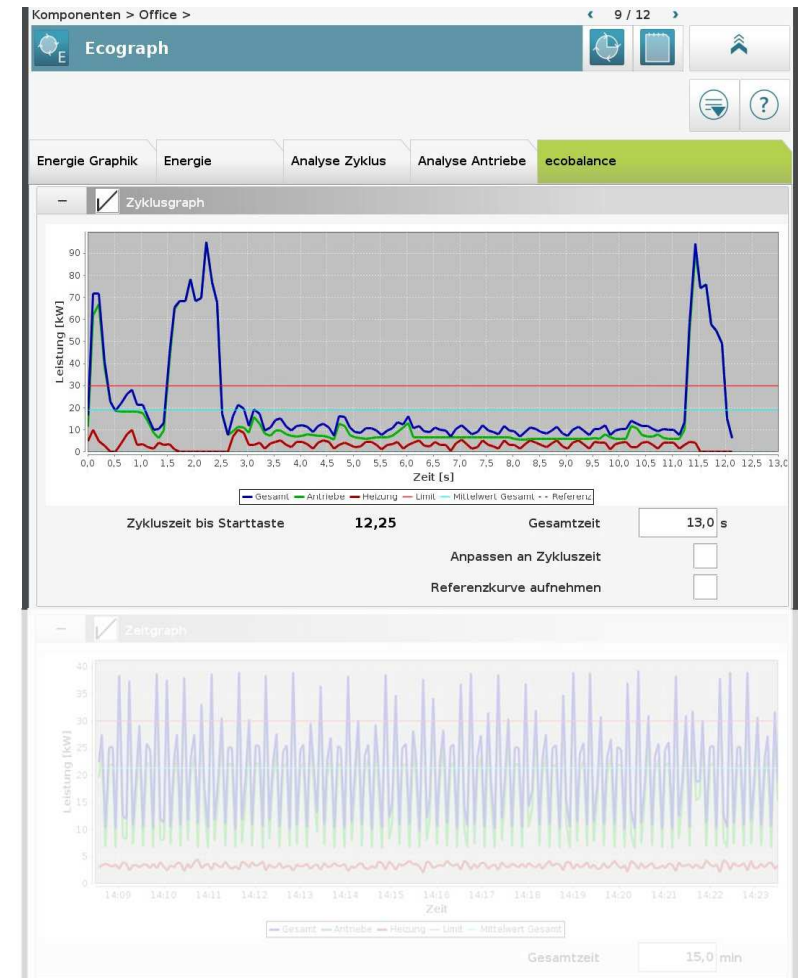 Komponenten > Office >
9 / 12
E
Ecograph
?
Energie Graphik
Energie
Analyse Zyklus
Analyse Antriebe
ecobalance
Zyklusgraph
Leistung [kW]
90
80
70
60
50
40
30
20
10
0
0,0 0,5 1,0 1,5 2,0 2,5 3,0 3,5 4,0 4,5 5,0 5,5 6,0 6,5 7,0 7,5 8,0 8,5 9,0 9,5 10,0 10,5 11,0 11,5 12,0 12,5 13,0
Zeit [s]
Gesamt Antriebe Heizung Limit Mittelwert Gesamt Referenz
Zykluszeit bis Starttaste 12,25 Gesamtzeit 13,0 s
Anpassen an Zykluszeit
Referenzkurve aufnehmen
Zeitgraph
Leistung [kW]
40
35
30
25
20
15
10
5
0
14:09 14:10 14:11 14:12 14:13 14:14 14:15 14:16 14:17 14:18 14:19 14:20 14:21 14:22 14:23
Zeit
Gesamt Antriebe Heizung Limit Mittelwert Gesamt
Gesamtzeit 15,0 min